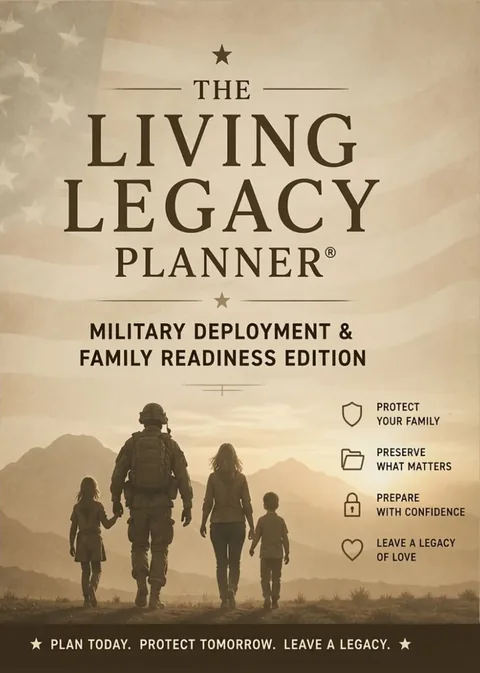 THE
LIVING
LEGACY
PLANNER®
MILITARY DEPLOYMENT &
FAMILY READINESS EDITION
PROTECT
YOUR FAMILY
PRESERVE
WHAT MATTERS
PREPARE
WITH CONFIDENCE
LEAVE A LEGACY
OF LOVE
★ PLAN TODAY. PROTECT TOMORROW. LEAVE A LEGACY. ★